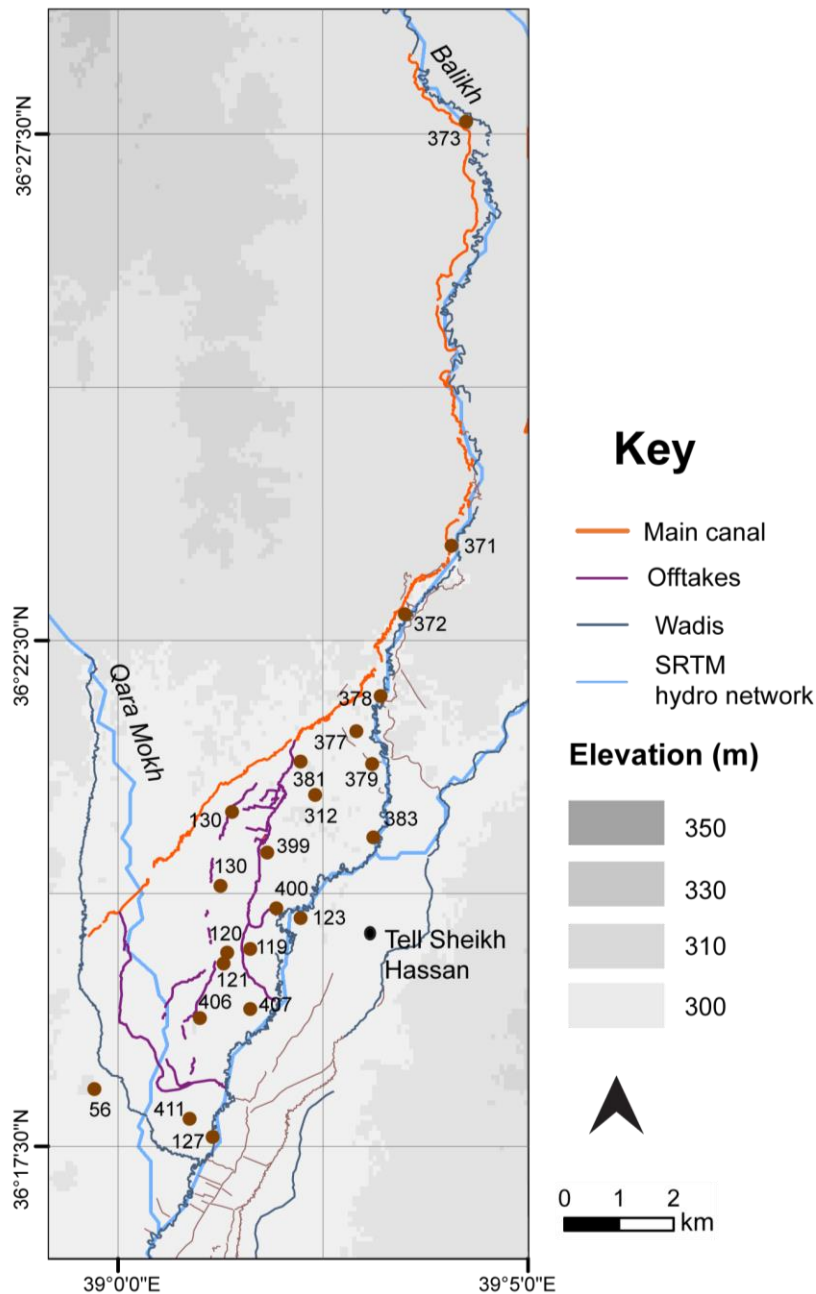 Balikh
36°27'30"N
373
371
372
36°22'30"N
Qara Mokh
378
377
379
381
312
130
383
399
130
400
123
120
119
Tell Sheikh
Hassan
121
406
407
56
411
127
36°17'30"N
39°0'0"E
39°5'0"E
Key
Main canal
Offtakes
Wadis
SRTM
hydro network
Elevation (m)
350
330
310
300
0 1 2
km